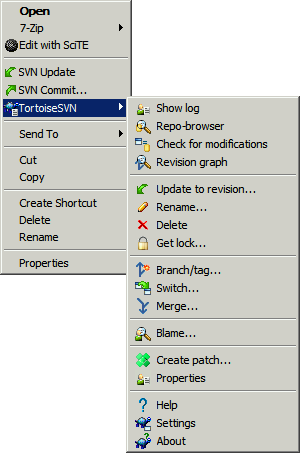 Open
7-Zip
Edit with SciTE
SVN Update
SVN Commit...
TortoiseSVN
Send To
Cut
Copy
Create Shortcut
Delete
Rename
Properties
Show log
Repo-browser
Check for modifications
Revision graph
Update to revision...
Rename...
Delete
Get lock...
Branch/tag...
Switch...
Merge...
Blame...
Create patch...
Properties
Help
Settings
About